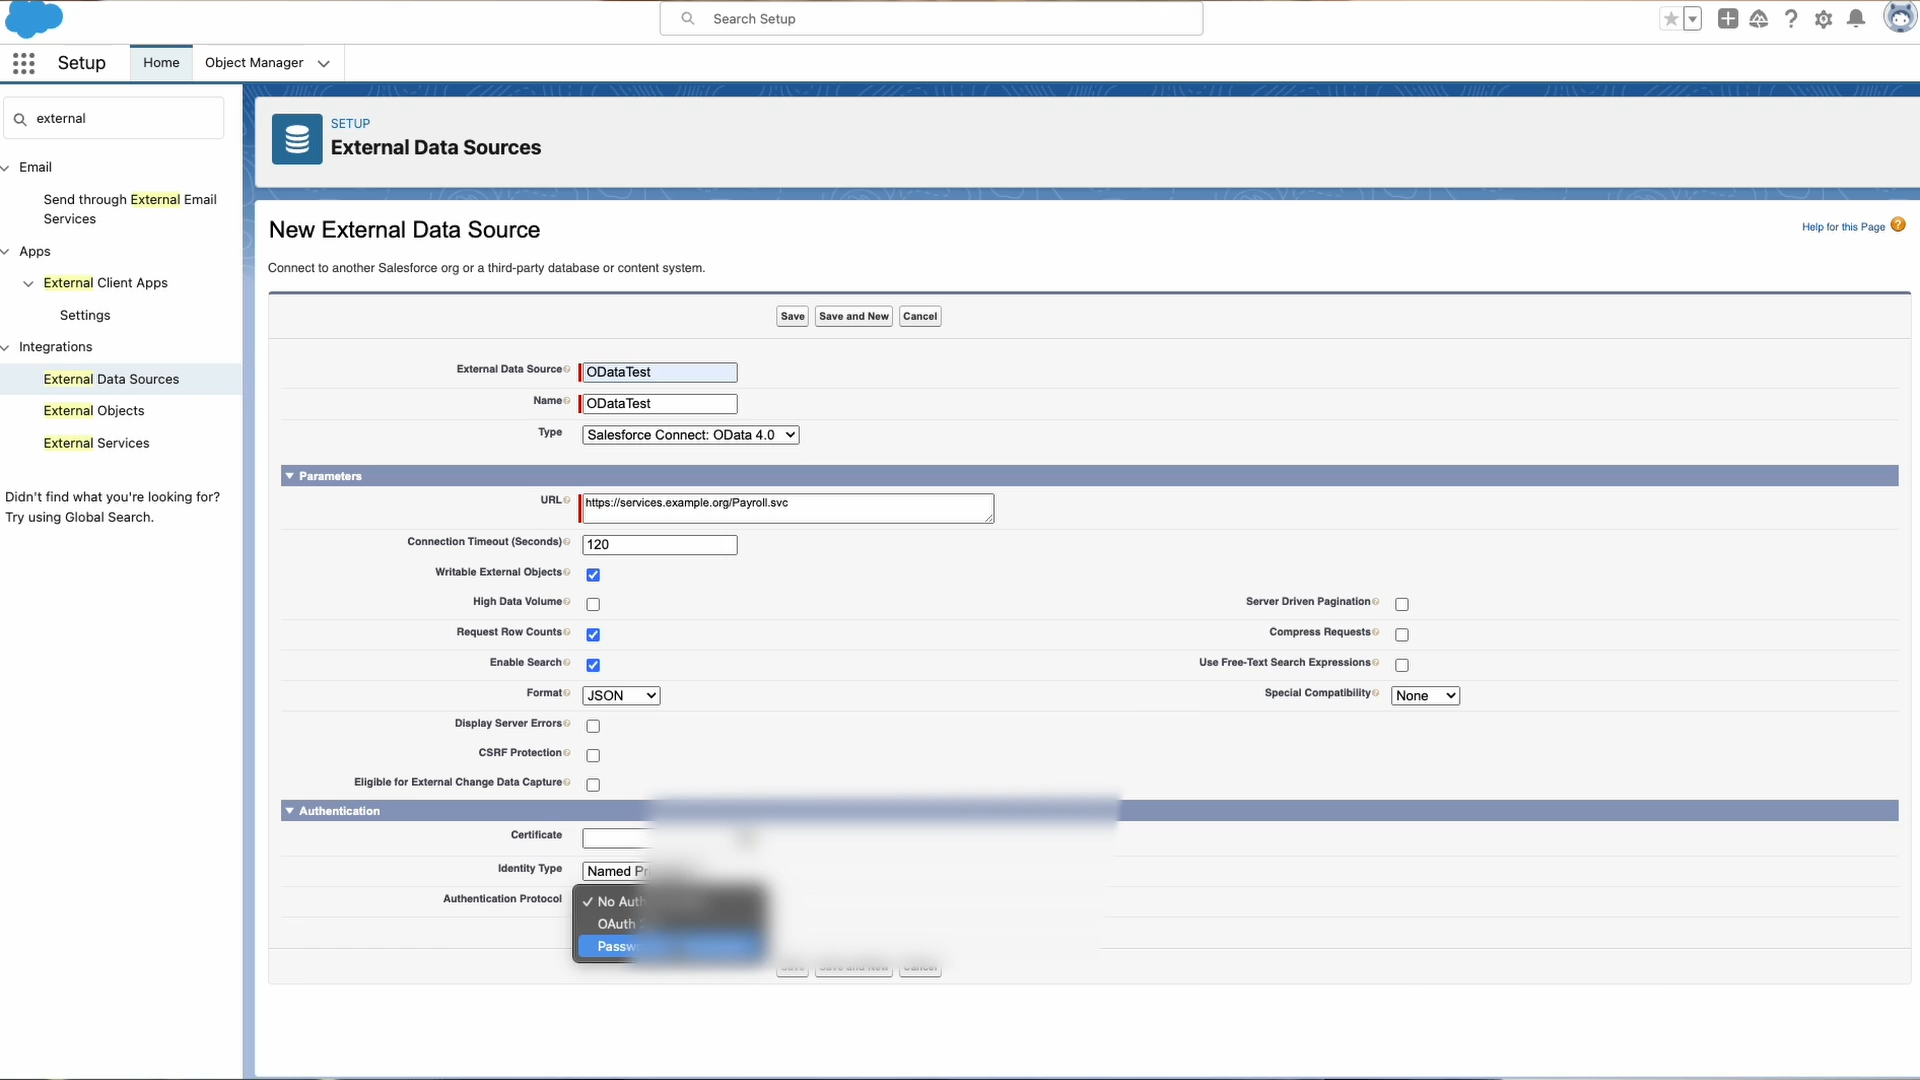 Search Setup
Setup
Home
Object Manager
external
Email
Send through External Email
Services
Apps
External Client Apps
Settings
Integrations
External Data Sources
External Objects
External Services
Didn't find what you're looking for?
Try using Global Search.
SETUP
External Data Sources
New External Data Source
Help for this Page ?
Connect to another Salesforce org or a third-party database or content system.
Save Save and New Cancel
External Data Source ODataTest
Name ODataTest
Type Salesforce Connect: OData 4.0
Parameters
URL https://services.example.org/Payroll.svc
Connection Timeout (Seconds) 120
Writable External Objects
High Data Volume Server Driven Pagination
Request Row Counts Compress Requests
Enable Search Use Free-Text Search Expressions
Format JSON Special Compatibility None
Display Server Errors
CSRF Protection
Eligible for External Change Data Capture
Authentication
Certificate
Identity Type Named
Authentication Protocol
No
OAuth
Save Save and New Cancel